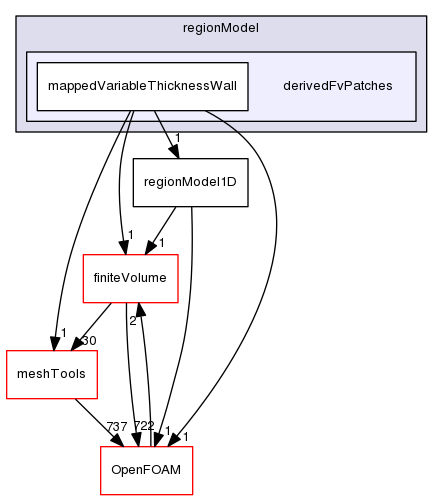 regionModel
mappedVariableThicknessWall
derivedFvPatches
1
regionModel1D
1
1
finiteVolume
2
1
30
meshTools
737
722
1
1
OpenFOAM